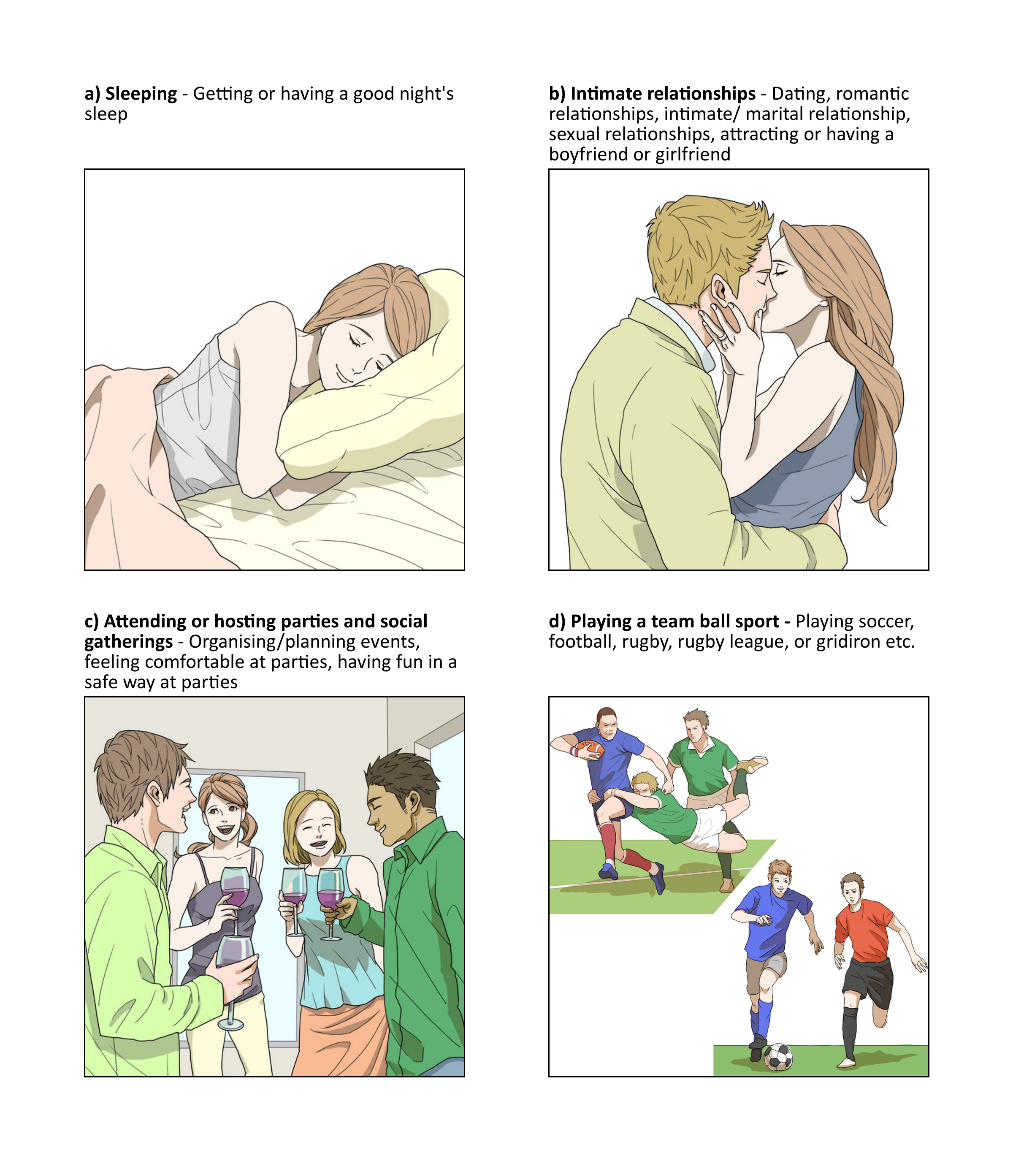 a) Sleeping - Getting or having a good night's
sleep
b) Intimate relationships - Dating, romantic
relationships, intimate/ marital relationship,
sexual relationships, attracting or having a
boyfriend or girlfriend
c) Attending or hosting parties and social
gatherings - Organising/planning events,
feeling comfortable at parties, having fun in a
safe way at parties
d) Playing a team ball sport - Playing soccer,
football, rugby, rugby league, or gridiron etc.